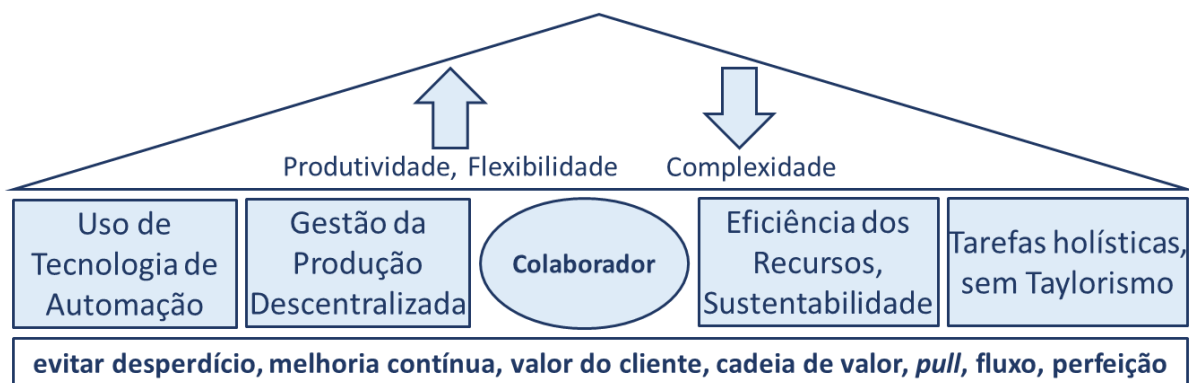 Produtividade, Flexibilidade
Complexidade
Uso de
Tecnologia de
Automação
Gestão da
Produção
Descentralizada
Colaborador
Eficiência dos
Recursos,
Sustentabilidade
Tarefas holísticas,
sem Taylorismo
evitar desperdício, melhoria contínua, valor do cliente, cadeia de valor, pull, fluxo, perfeição